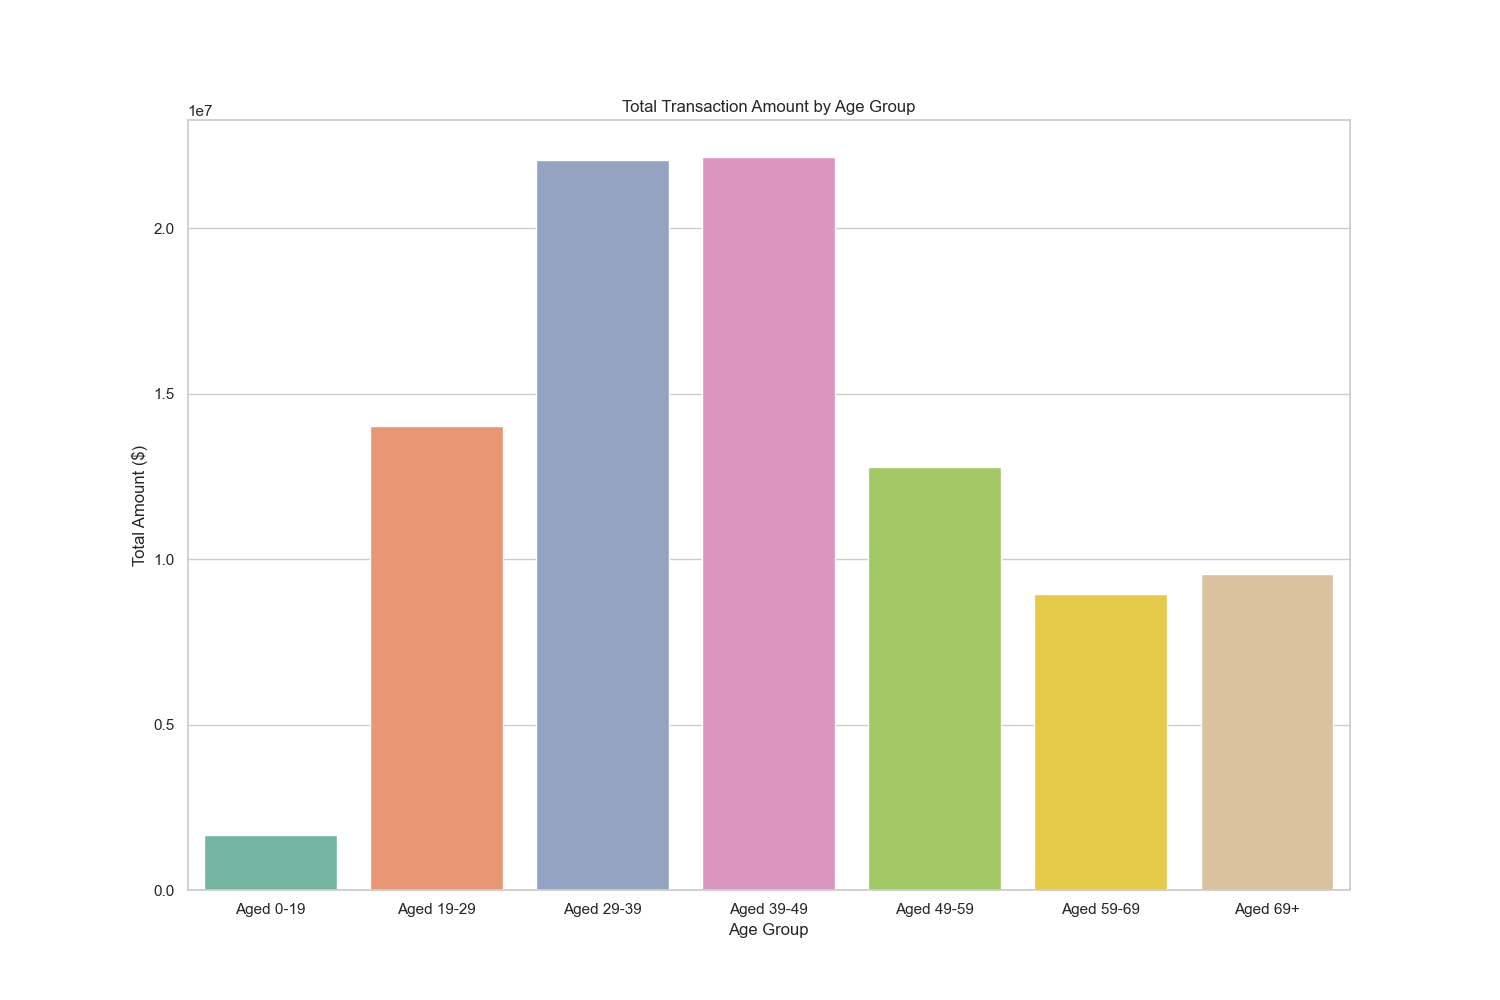 Total Transaction Amount by Age Group
1e7
2.0
1.5
1.0
0.5
0.0
Total Amount ($)
Aged 0-19
Aged 19-29
Aged 29-39
Aged 39-49
Aged 49-59
Aged 59-69
Aged 69+
Age Group